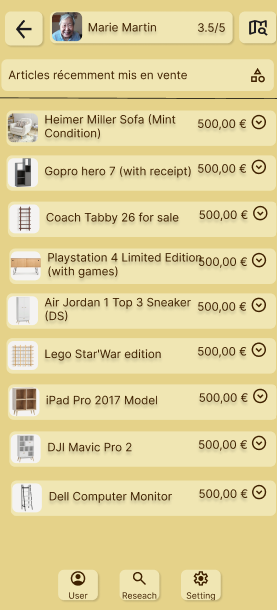 Marie Martin 3.5/5
Articles récemment mis en vente
Heimer Miller Sofa (Mint
Condition)
500,00 €
Gopro hero 7 (with receipt)
500,00 €
Coach Tabby 26 for sale
500,00 €
Playstation 4 Limited Edition
(with games)
500,00 €
Air Jordan 1 Top 3 Sneaker
(DS)
500,00 €
Lego Star'War edition
500,00 €
iPad Pro 2017 Model
500,00 €
DJI Mavic Pro 2
500,00 €
Dell Computer Monitor
500,00 €
User
Reseach
Setting